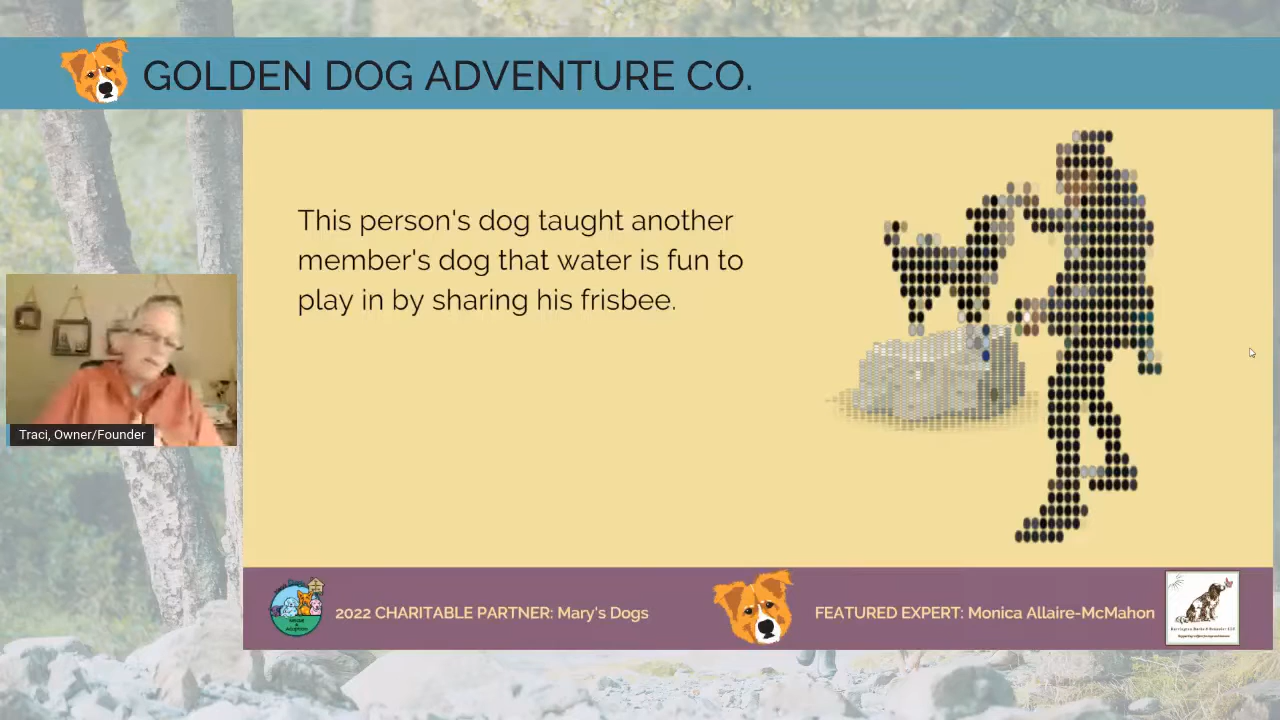 GOLDEN DOG ADVENTURE CO.
This person's dog taught another
member's dog that water is fun to
play in by sharing his frisbee.
Traci, Owner/Founder
2022 CHARITABLE PARTNER: Mary's Dogs
FEATURED EXPERT: Monica Allaire-McMahon